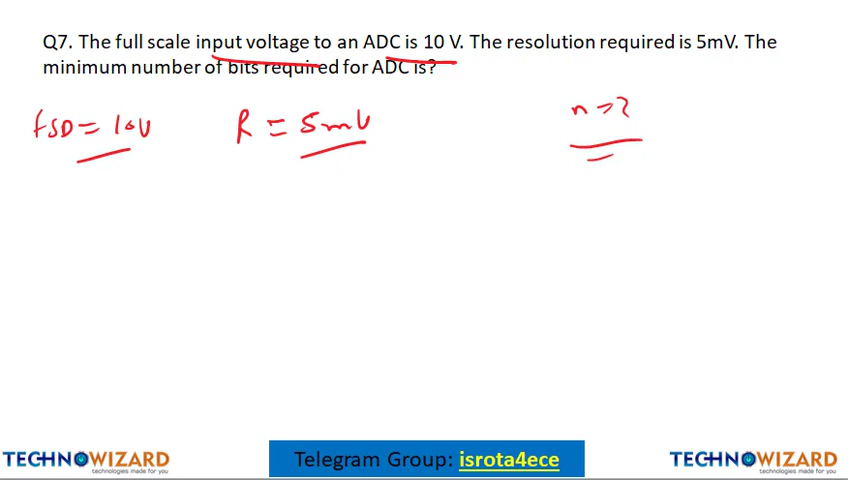 Q7. The full scale input voltage to an ADC is 10 V. The resolution required is 5mV. The
minimum number of bits required for ADC is?
FSD = 10V R = 5mV n → ?
TECHNOWIZARD
technologies made for you
Telegram Group: isrota4ece
TECHNOWIZARD
technologies made for you